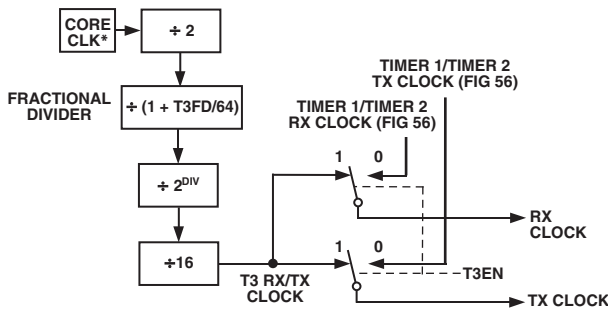 CORE
CLK*
÷ 2
TIMER 1/TIMER 2
TX CLOCK (FIG 56)
FRACTIONAL
DIVIDER
÷ (1 + T3FD/64)
TIMER 1/TIMER 2
RX CLOCK (FIG 56)
1 0
÷ 2DIV
RX
CLOCK
1 0
÷16
T3 RX/TX
CLOCK
T3EN
TX CLOCK